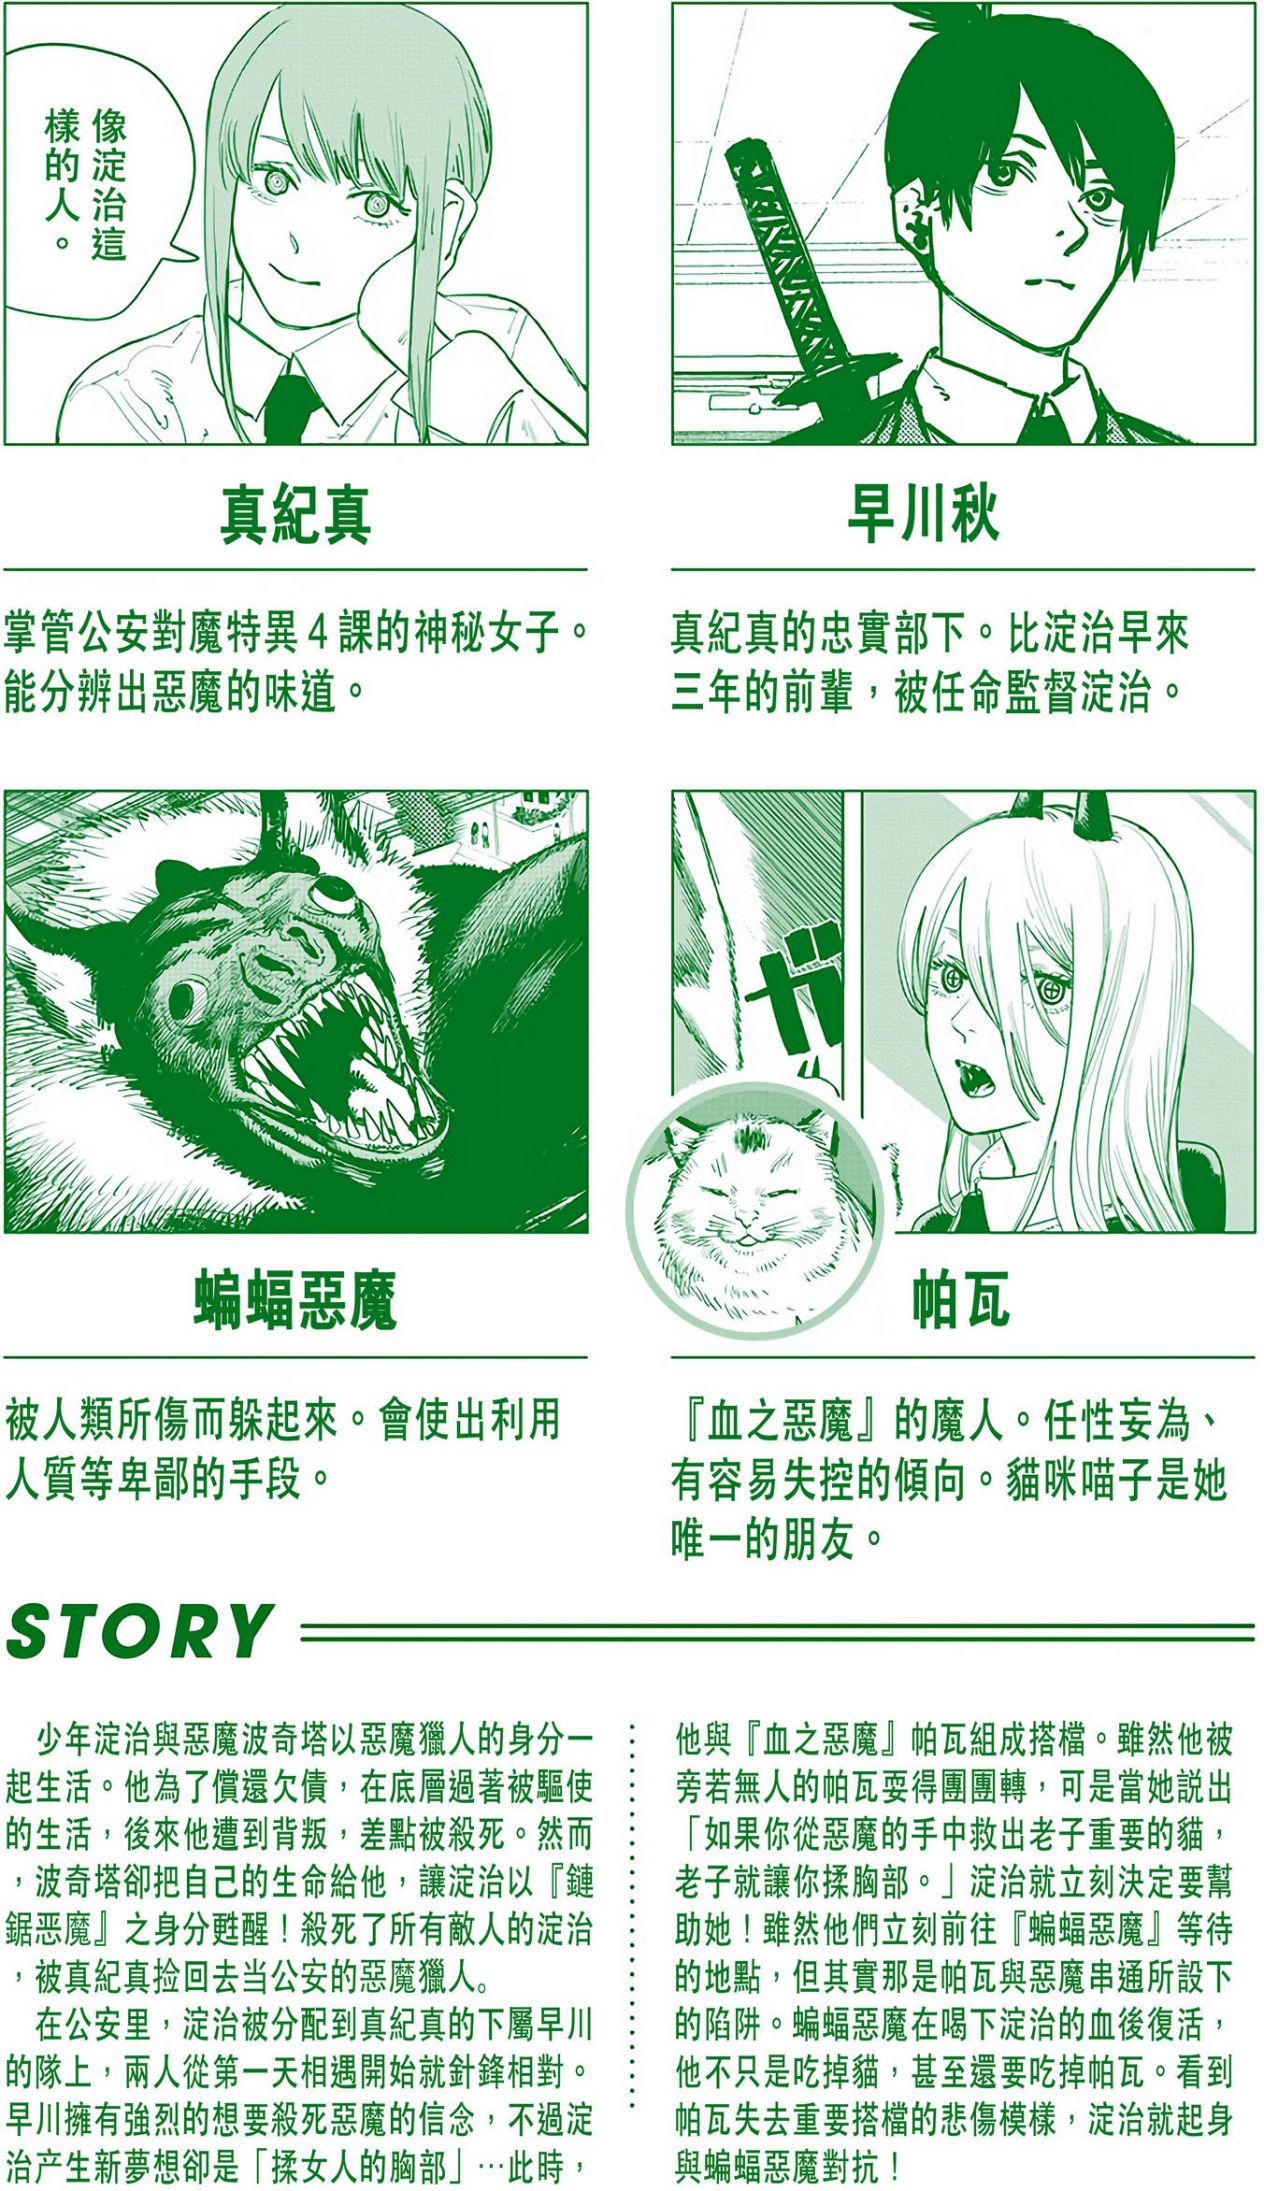 像淀治這
樣的人。
真紀真
掌管公安對魔特異4課的神秘女子。
能分辨出惡魔的味道。
早川秋
真紀真的忠實部下。比淀治早來
三年的前輩，被任命監督淀治。
蝙蝠惡魔
被人類所傷而躲起來。會使出利用
人質等卑鄙的手段。
ガ
帕瓦
『血之惡魔』的魔人。任性妄為、
有容易失控的傾向。貓咪喵子是她
唯一的朋友。
STORY
少年淀治與惡魔波奇塔以惡魔獵人的身分一
起生活。他為了償還欠債，在底層過著被驅使
的生活，後來他遭到背叛，差點被殺死。然而
，波奇塔卻把自己的生命給他，讓淀治以『鏈
鋸恶魔』之身分甦醒！殺死了所有敵人的淀治
，被真紀真捡回去当公安的惡魔獵人。
在公安里，淀治被分配到真紀真的下屬早川
的隊上，兩人從第一天相遇開始就針鋒相對。
早川擁有強烈的想要殺死惡魔的信念，不過淀
治产生新夢想卻是「揉女人的胸部」…此時，
他與『血之惡魔』帕瓦組成搭檔。雖然他被
旁若無人的帕瓦耍得團團轉，可是當她説出
「如果你從惡魔的手中救出老子重要的貓，
老子就讓你揉胸部。」淀治就立刻決定要幫
助她！雖然他們立刻前往『蝙蝠惡魔』等待
的地點，但其實那是帕瓦與惡魔串通所設下
的陷阱。蝙蝠惡魔在喝下淀治的血後復活，
他不只是吃掉貓，甚至還要吃掉帕瓦。看到
帕瓦失去重要搭檔的悲傷模樣，淀治就起身
與蝙蝠惡魔對抗！